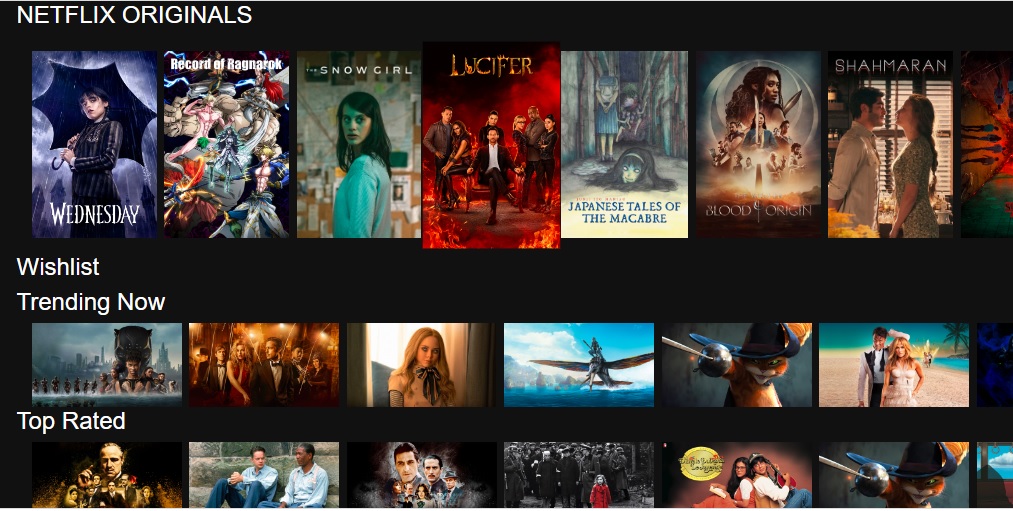 NETFLIX ORIGINALS
WEDNESDAY
Record of Ragnarok
THE SNOW GIRL
LUCIFER
JAPANESE TALES OF
THE MACABRE
BLOOD ORIGIN
SHAHMARAN
Wishlist
Trending Now
Top Rated